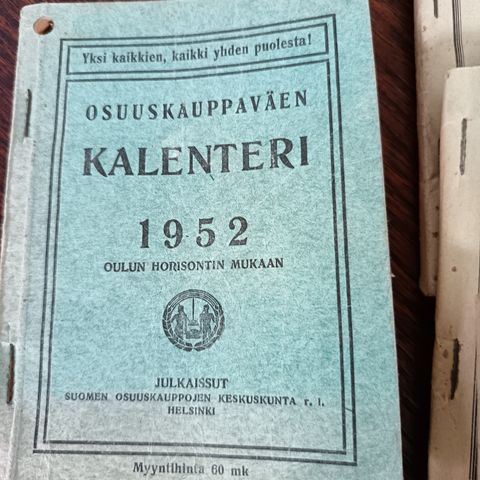 Yksi kaikkien, kaikki yhden puolesta!
OSUUSKAUPPAVÄEN
KALENTERI
1952
OULUN HORISONTIN MUKAAN
JULKAISSUT
SUOMEN OSUUSKAUPPOJEN KESKUSKUNTA r. l.
HELSINKI
Myyntihinta 60 mk